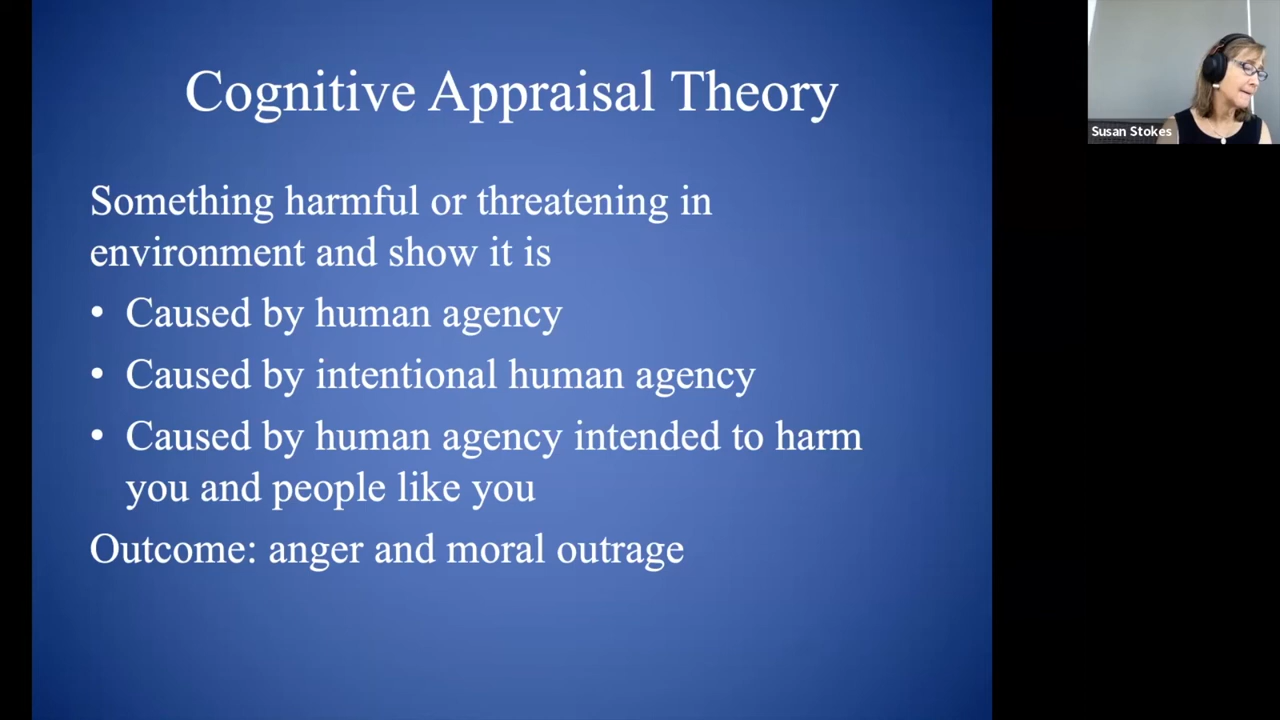 Cognitive Appraisal Theory
Susan Stokes
Something harmful or threatening in
environment and show it is
• Caused by human agency
• Caused by intentional human agency
• Caused by human agency intended to harm
you and people like you
Outcome: anger and moral outrage